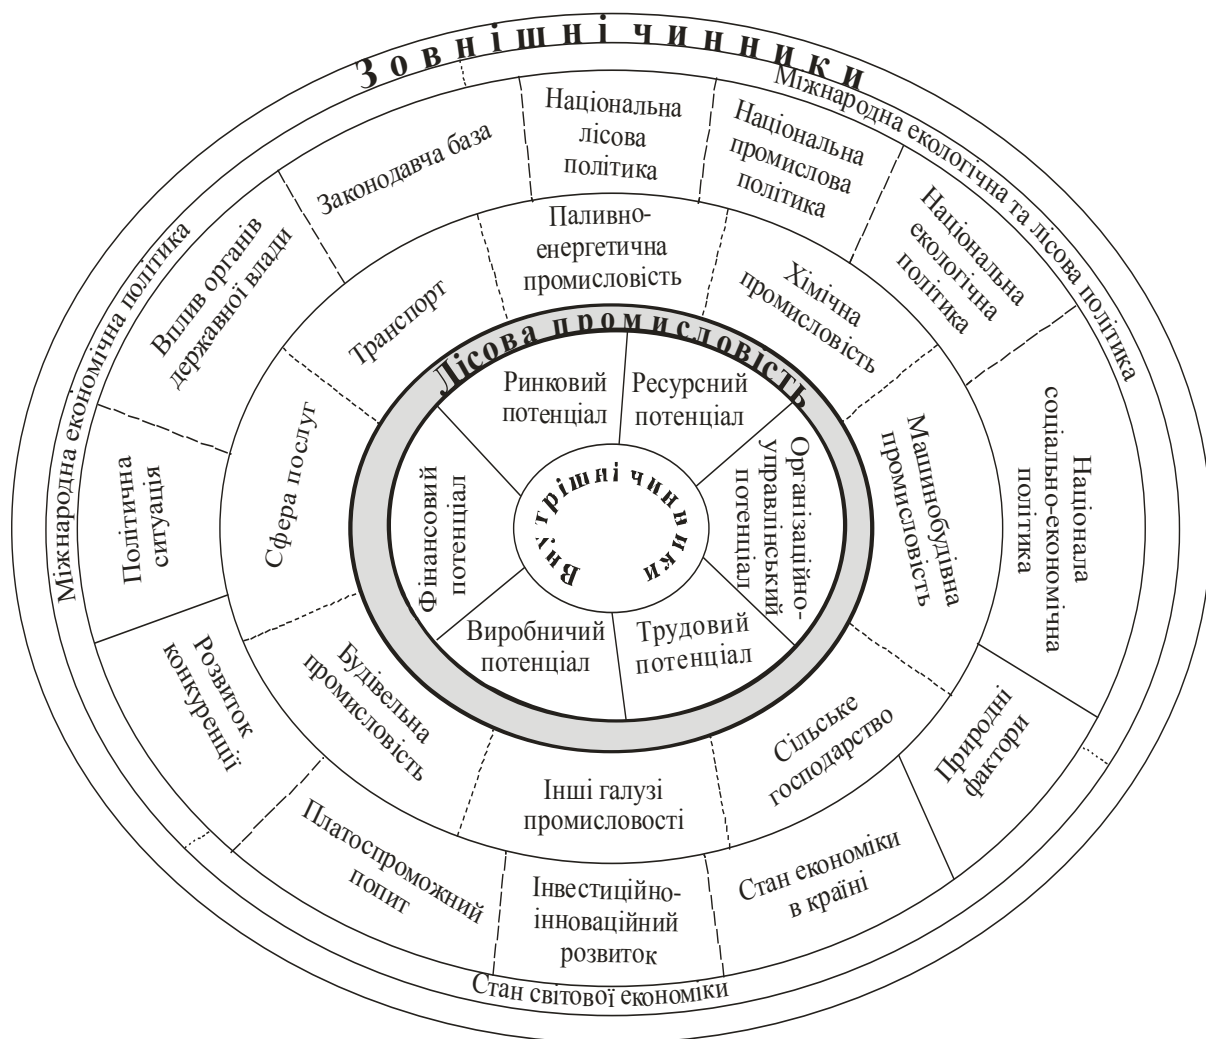 Зовнішні чинники
Міжнародна екологічна та лісова політика
Міжнародна економічна політика
Стан світової економіки
Законодавча база
Національна
лісова
політика
Національна
промислова
політика
Національна
екологічна
політика
Націонала
соціально-економічна
політика
Природні
фактори
Стан економіки
в країні
Інвестиційно-
інноваційний
розвиток
Платоспроможний
попит
Розвиток
конкуренції
Політична
ситуація
Вплив органів
державної влади
Транспорт
Паливно-
енергетична
промисловість
Хімічна
промисловість
Машинобудівна
промисловість
Сільське
господарство
Інші галузі
промисловості
Будівельна
промисловість
Сфера послуг
Лісова промисловість
Ринковий
потенціал
Ресурсний
потенціал
Організаційно-
управлінський
потенціал
Трудовий
потенціал
Виробничий
потенціал
Фінансовий
потенціал
Внутрішні чинники